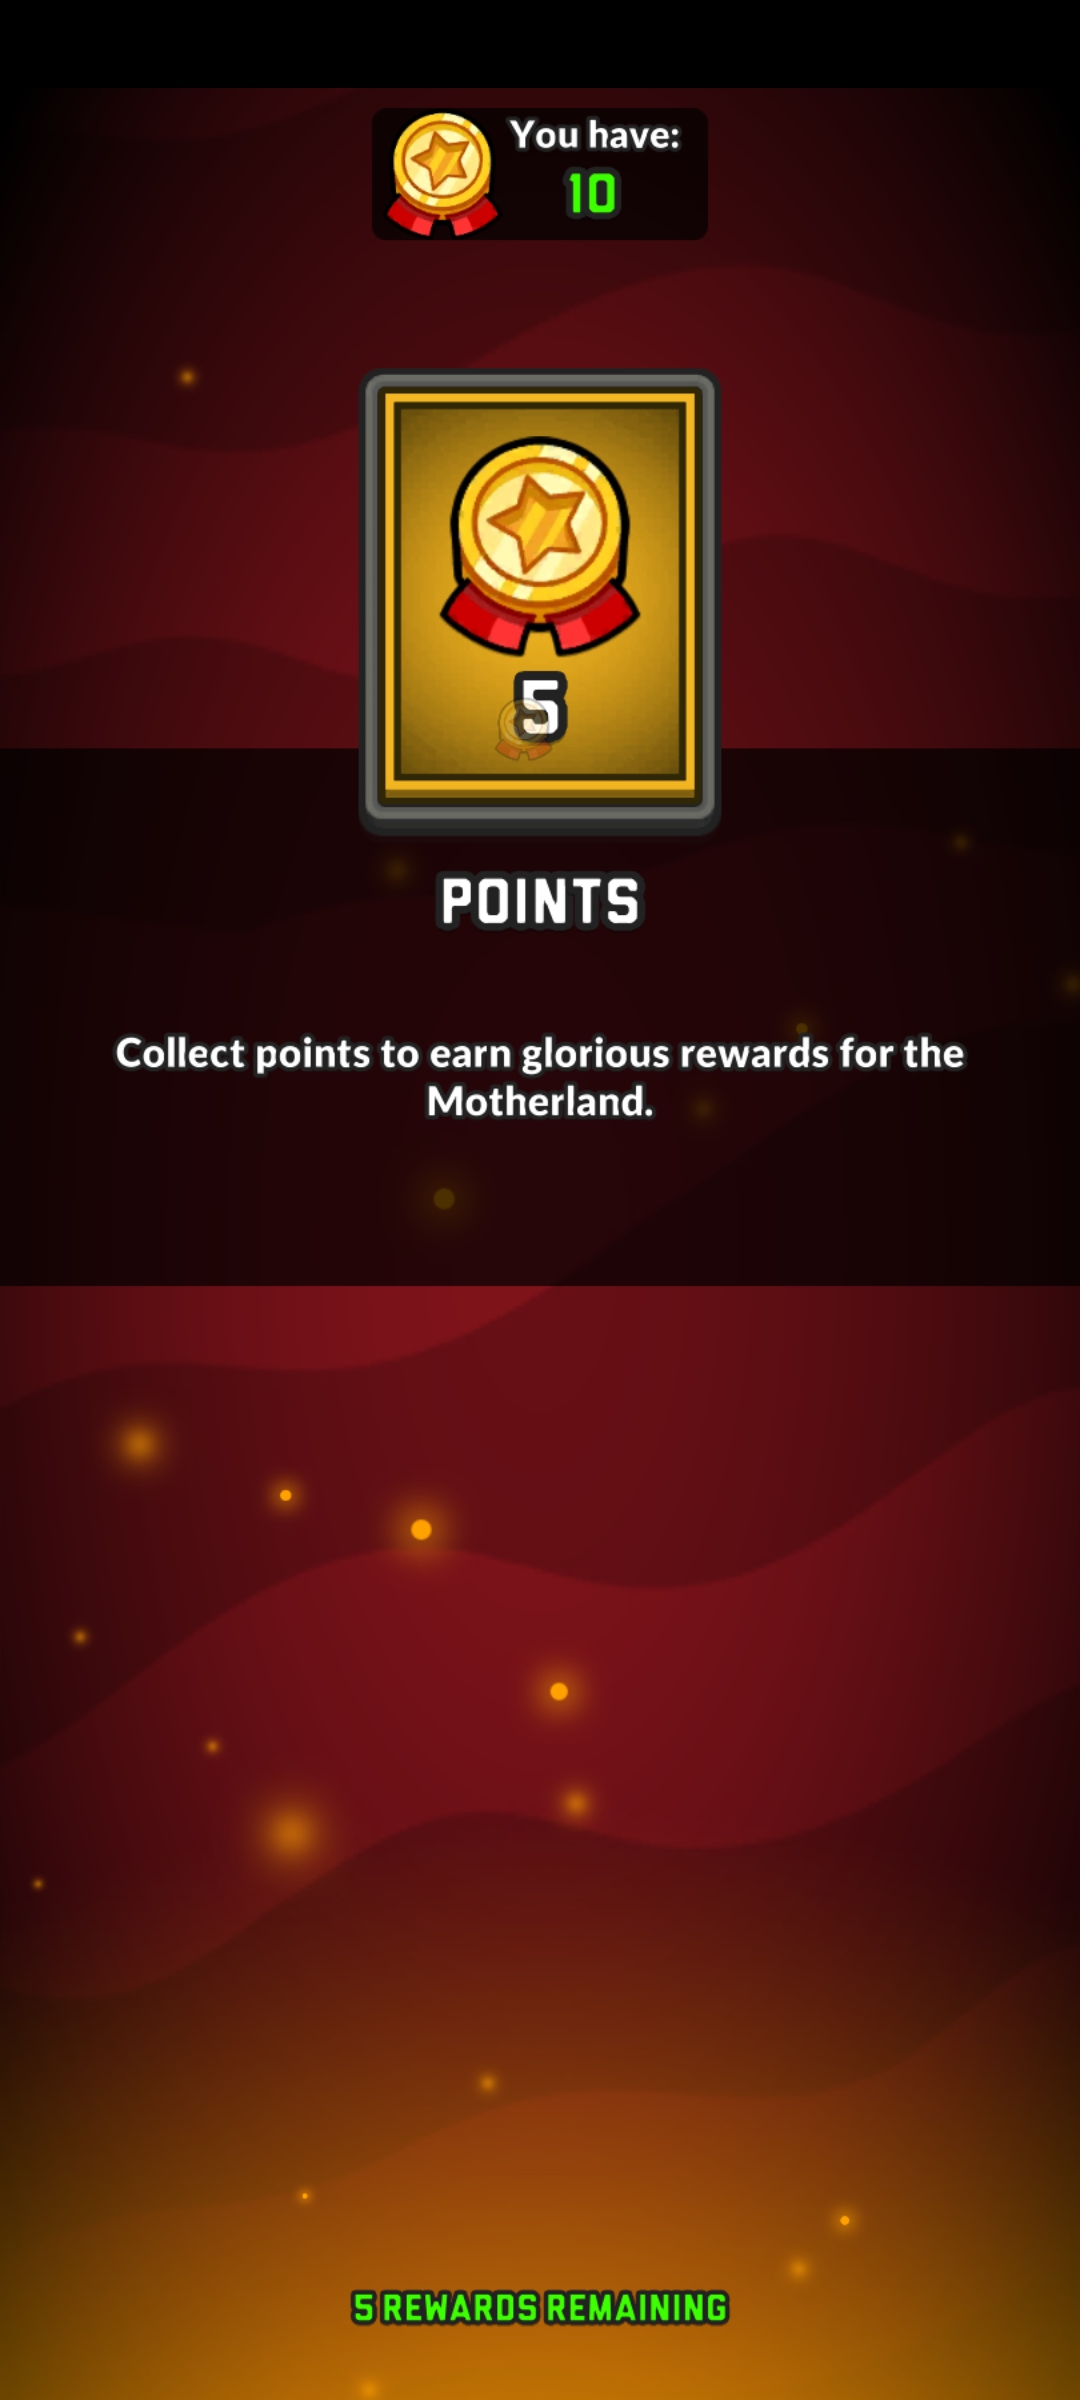 You have:
10
5
POINTS
Collect points to earn glorious rewards for the
Motherland.
5 REWARDS REMAINING